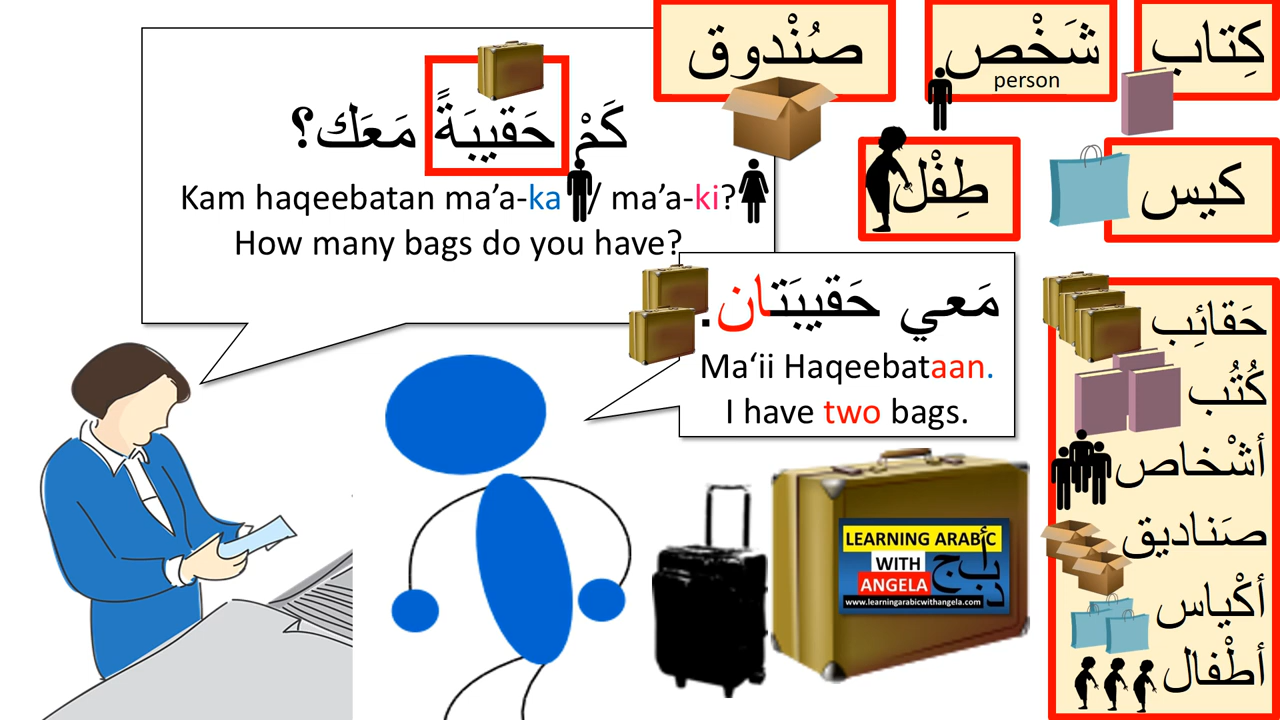 كَمْ حَقيبَةً مَعَك؟
Kam haqeebatan ma’a-ka / ma’a-ki?
How many bags do you have?
مَعي حَقيبَتان.
Ma‘ii Haqeebataan.
I have two bags.
صُنْدوق
شَخْص
person
كِتاب
طِفْل
كيس
حَقائِب
كُتُب
أشْخاص
صَناديق
أكْياس
أطْفال
LEARNING ARABIC
WITH
ANGELA
أ ب ج د
www.learningarabicwithangela.com